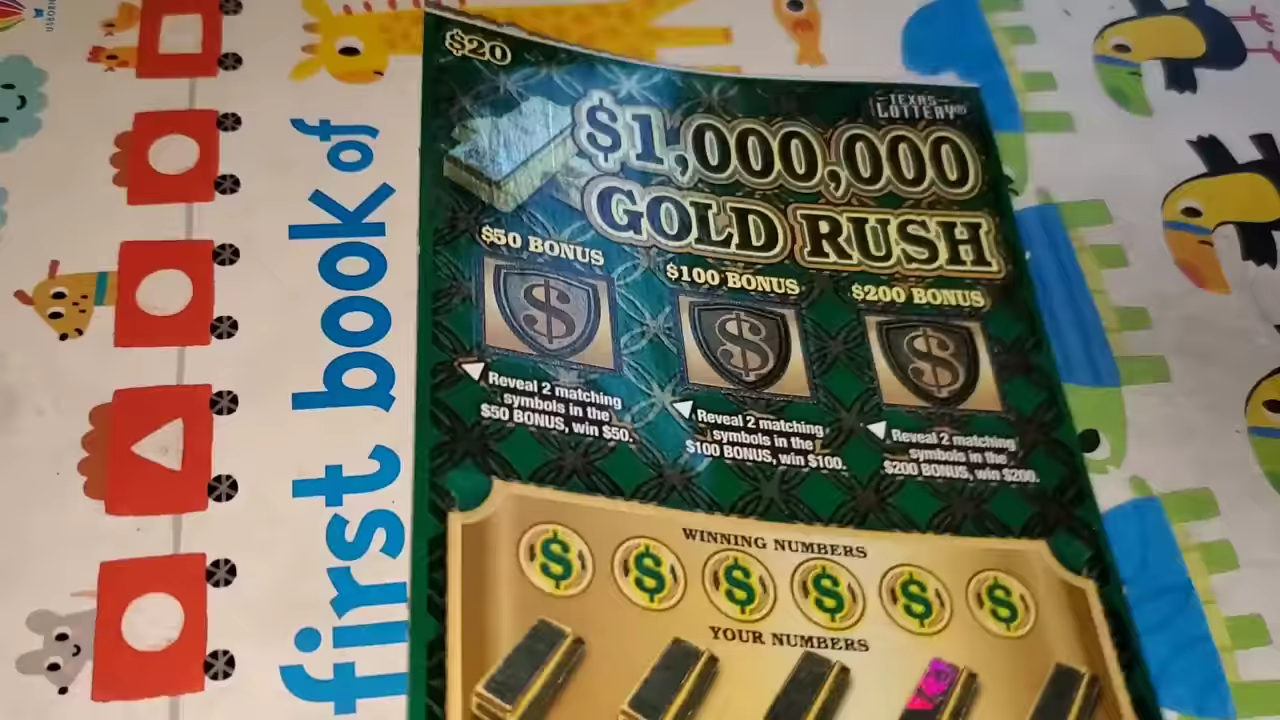 USBORNE
first book of
$20
TEXAS
LOTTERY®
$1,000,000
GOLD RUSH
$50 BONUS
$100 BONUS
$200 BONUS
Reveal 2 matching
symbols in the
$50 BONUS, win $50.
Reveal 2 matching
symbols in the
$100 BONUS, win $100.
Reveal 2 matching
symbols in the
$200 BONUS, win $200.
WINNING NUMBERS
YOUR NUMBERS